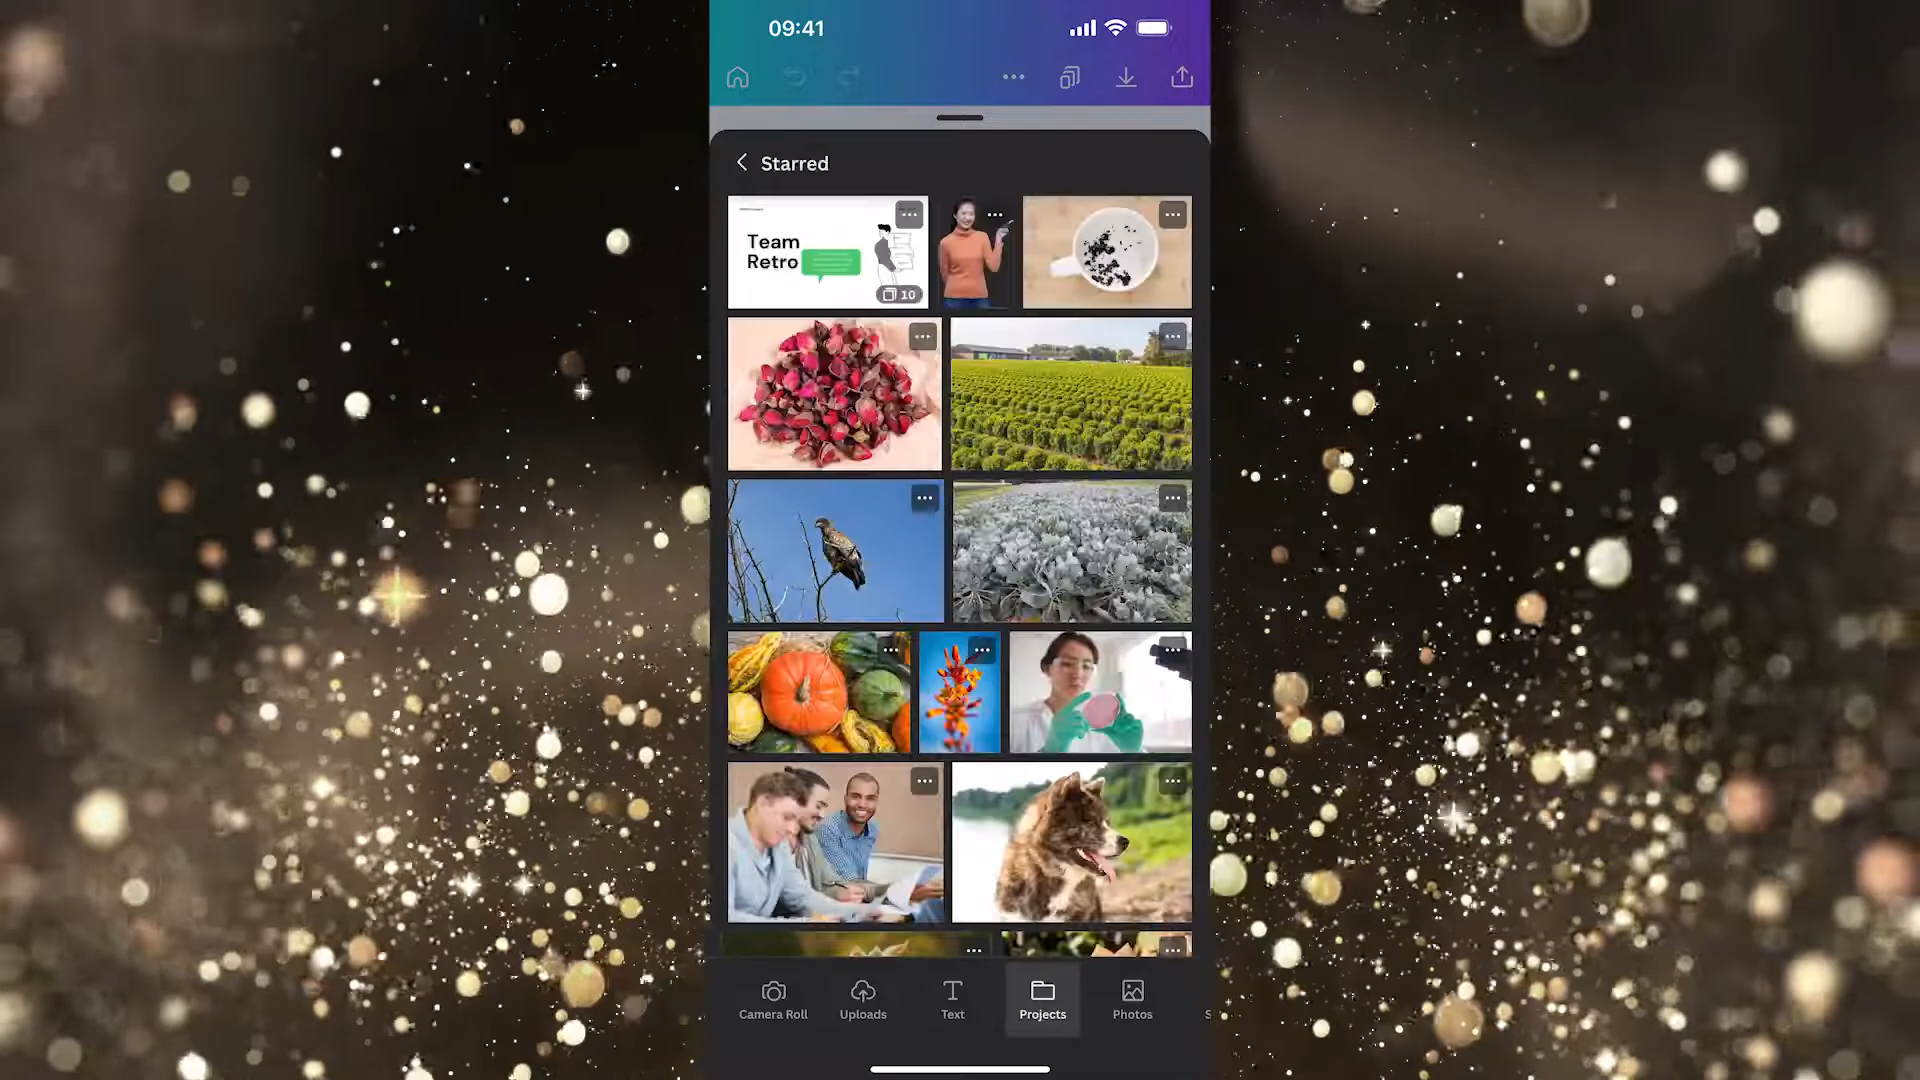 09:41
Starred
Team
Retro
10
Camera Roll
Uploads
Text
Projects
Photos
S